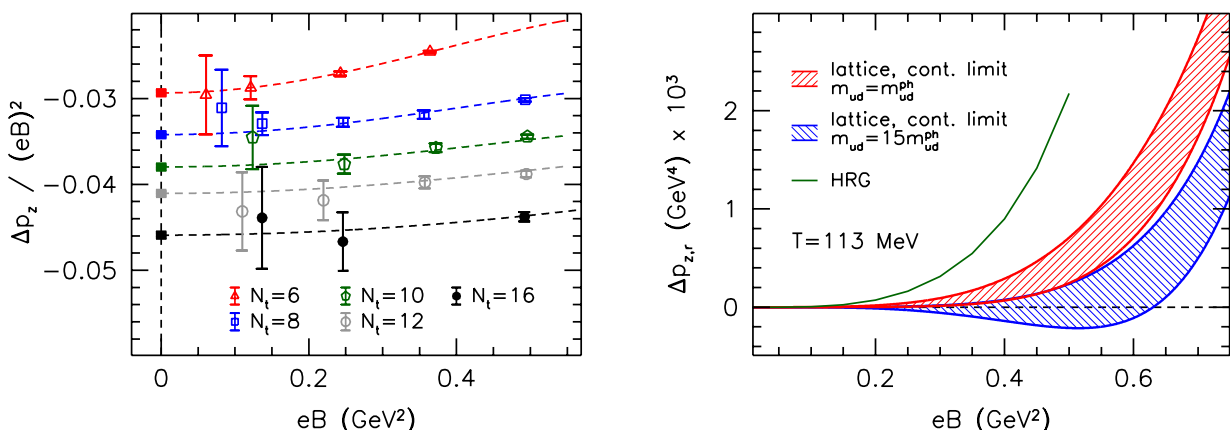 Δp_z / (eB)²
-0.03
-0.04
-0.05
N_t=6
N_t=10
N_t=16
N_t=8
N_t=12
0
0.2
0.4
eB (GeV²)
Δp_z,r (GeV⁴) x 10³
2
1
0
lattice, cont. limit
m_ud=m_ud^ph
lattice, cont. limit
m_ud=15m_ud^ph
HRG
T=113 MeV
0.2
0.4
0.6
eB (GeV²)